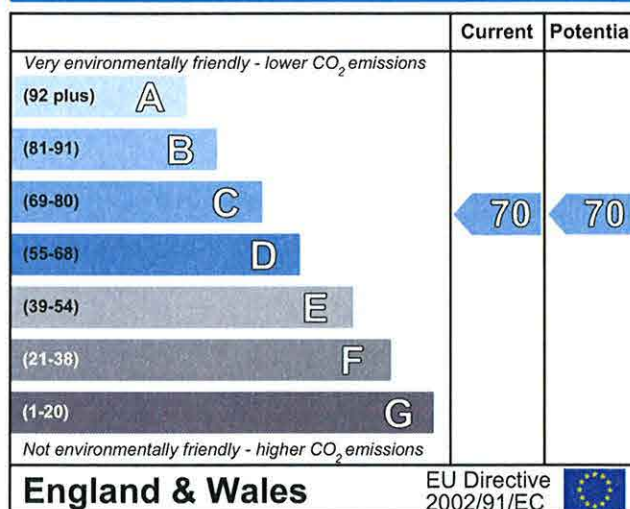 Current Potentia
Very environmentally friendly - lower CO2 emissions
(92 plus) A
(81-91) B
(69-80) C 70 70
(55-68) D
(39-54) E
(21-38) F
(1-20) G
Not environmentally friendly - higher CO2 emissions
England & Wales EU Directive
2002/91/EC